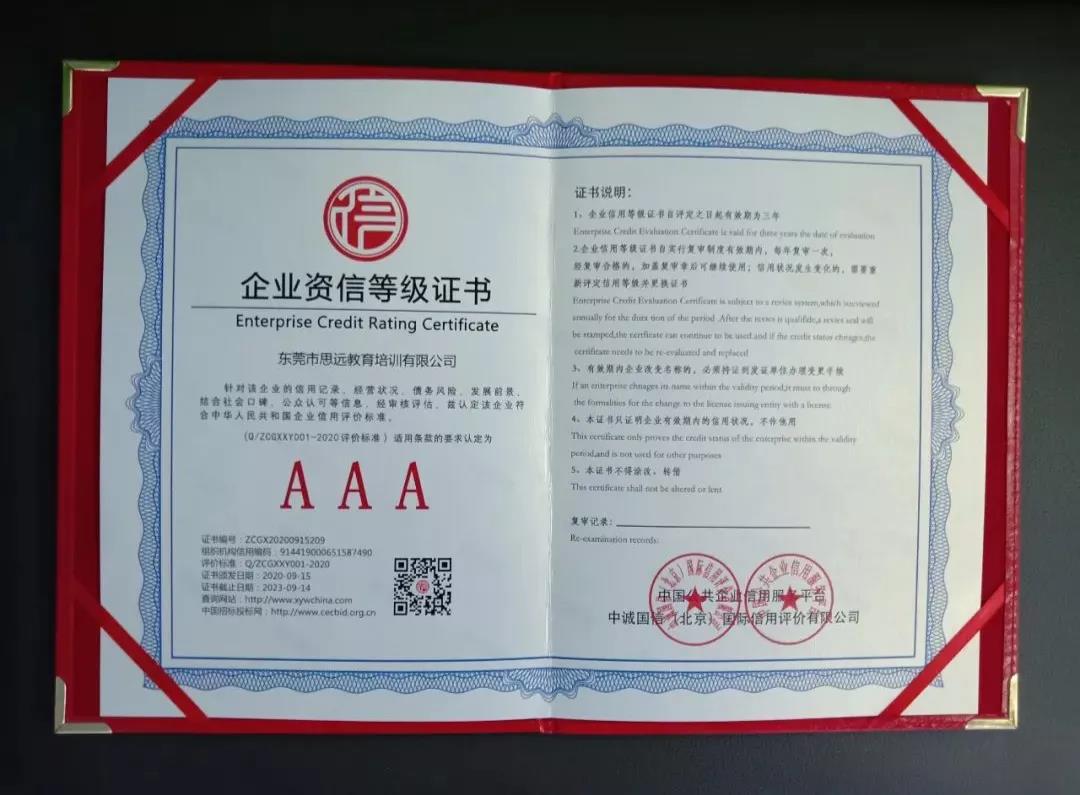 信
企业资信等级证书
Enterprise Credit Rating Certificate
东莞市思远教育培训有限公司
针对该企业的信用记录、经营状况、债务风险、发展前景、
结合社会口碑、公众认可等信息,经审核评估,兹认定该企业符
合中华人民共和国企业信用评价标准。
(Q/ZCGXXY001-2020评价标准)适用条款的要求认定为
AAA
证书编号:ZCGX20200915209
组织机构信用编码:914419000651587490
评价标准:Q/ZCGXXY001-2020
证书颁发日期:2020-09-15
证书截止日期:2023-09-14
查询网站:http://www.xywchina.com
中国招标投标网:http://www.cecbid.org.cn
证书说明:
1、企业信用等级证书自评定之日起有效期为三年
Enterprise Credit Evaluation Certificate is vaid for three years the date of evaluation
2.企业信用等级证书自实行复审制度有效期内,每年复审一次,
经复审合格的,加盖复审章后可继续使用;信用状况发生变化的,需要重
新评定信用等级并更换证书
Enterprise Credit Evaluation Certificate is subject to a review system,which is
annually for the dura tion of the period .After the review is a review seal will
be stamped,the certificate can continue to be used.and if the credit status chnages,the
certificate needs to be re-evaluated and replaced
3、有效期内企业改变名称的,必须持证到发证单位办理变更手续
If an enterprise chnages its name within the validity period,it must to through
the formalities for the change to the license issuing entity with a license
4、本证书只证明企业有效期内的信用状况,不作他用
This certificate only proves the credit status of the enterprise within the validity
period,and is not used for other purposes
5、本证书不得涂改、转借
This certificate shall not be altered or lent
复审记录:
Re-examination records:
中国公共企业信用服务平台
中诚国信(北京)国际信用评价有限公司